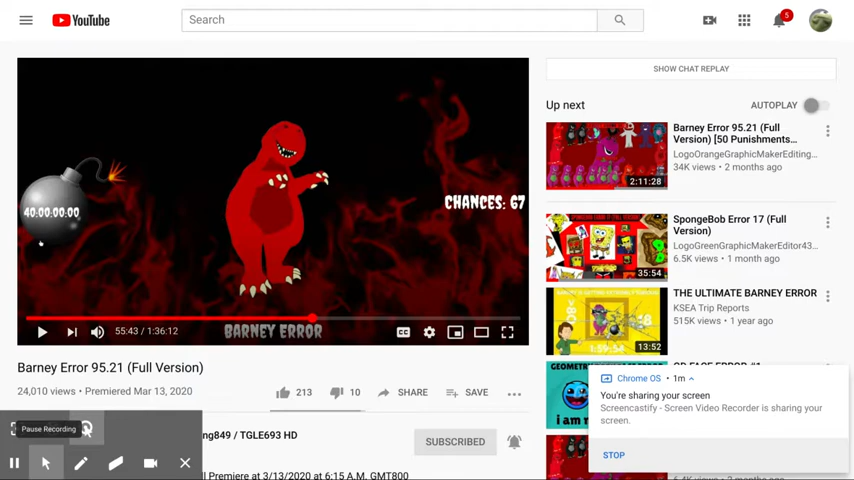 YouTube
Search
5
SHOW CHAT REPLAY
Up next
AUTOPLAY
40:00:00:00
CHANCES: 67
BARNEY ERROR
55:43 / 1:36:12
CC
Barney Error 95.21 (Full Version)
24,010 views • Premiered Mar 13, 2020
213
10
SHARE
SAVE
Pause Recording
ng849 / TGLE693 HD
SUBSCRIBED
ll Premiere at 3/13/2020 at 6:15 A.M. GMT800
Barney Error 95.21 (Full
Version) [50 Punishments...
LogoOrangeGraphicMakerEditing...
34K views • 2 months ago
2:11:28
SpongeBob Error 17 (Full
Version)
LogoGreenGraphicMakerEditor43...
6.5K views • 1 year ago
35:54
THE ULTIMATE BARNEY ERROR
KSEA Trip Reports
515K views • 1 year ago
13:52
GEOMET
i am r
Chrome OS • 1m
You're sharing your screen
Screencastify - Screen Video Recorder is sharing your
screen.
STOP